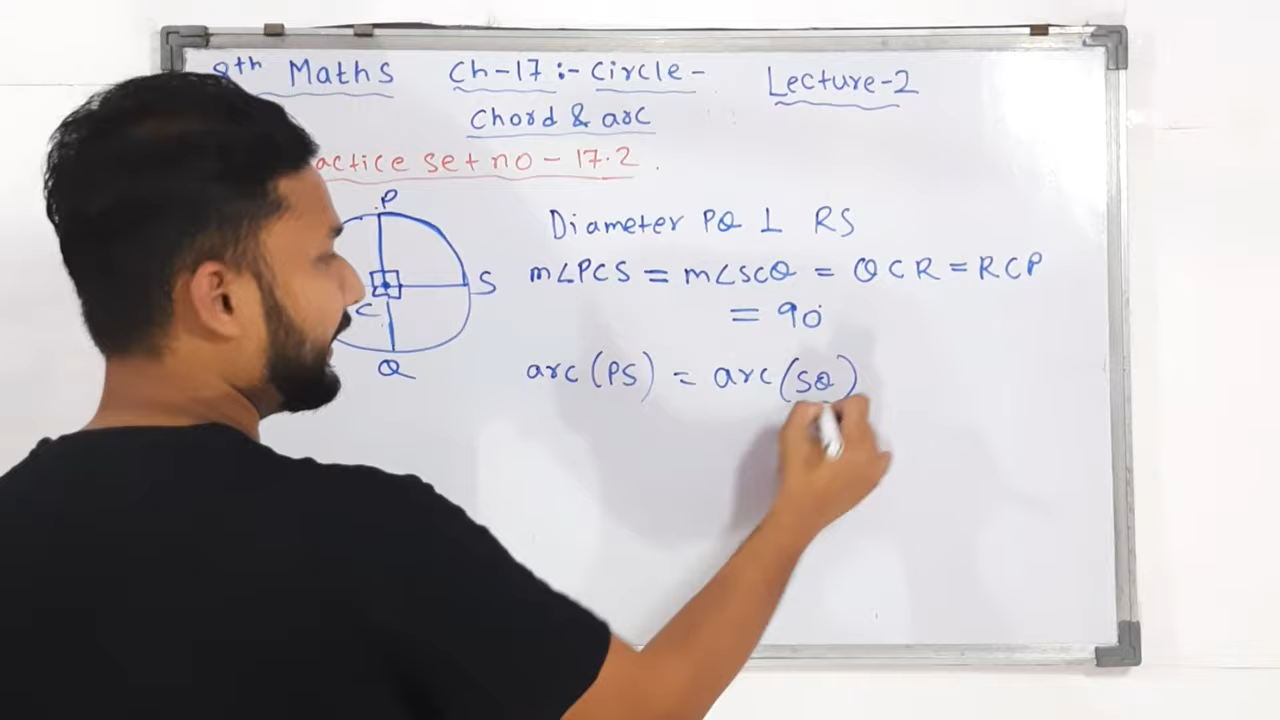 8th Maths Ch-17 :- Circle - Lecture-2
Chord & arc
actice set no - 17.2 .
P
Diameter PQ ⊥ RS
m∠PCS = m∠SCQ = QCR = RCP
S
C
= 90°
Q
arc (PS) = arc (SQ)